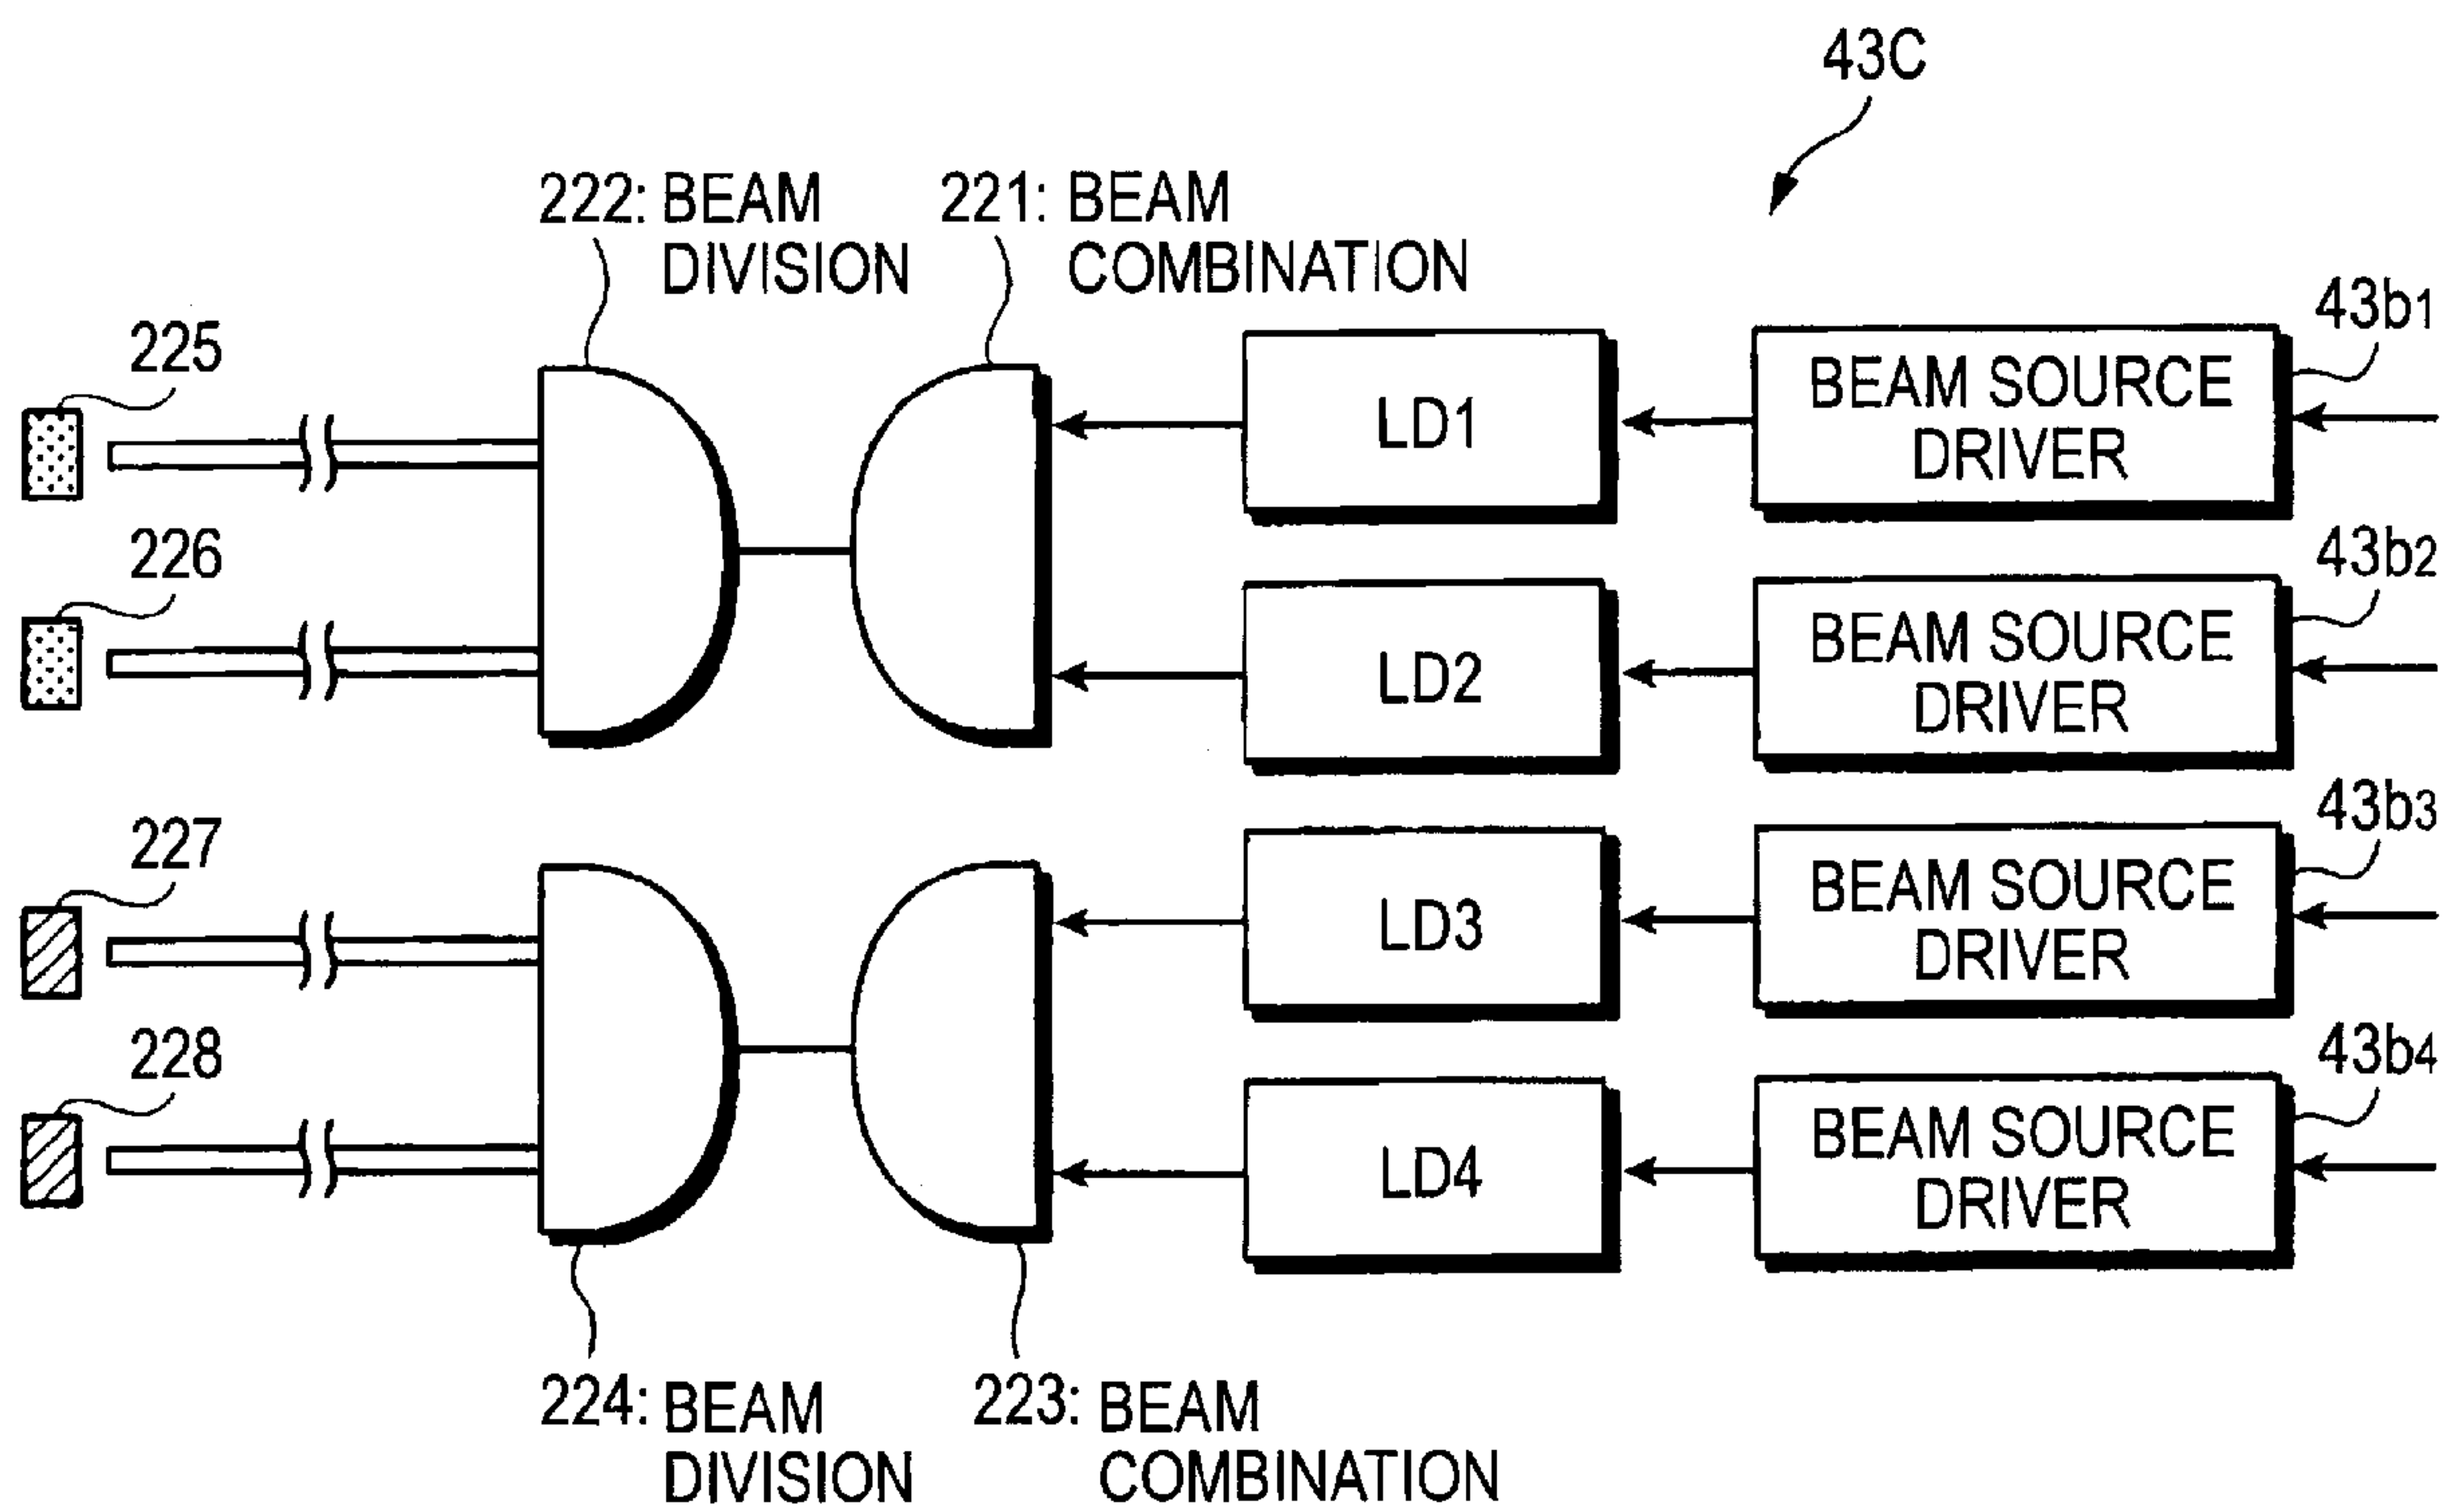 43C
222: BEAM DIVISION
221: BEAM COMBINATION
225
226
LD1
BEAM SOURCE DRIVER
43b1
LD2
BEAM SOURCE DRIVER
43b2
227
228
LD3
BEAM SOURCE DRIVER
43b3
LD4
BEAM SOURCE DRIVER
43b4
224: BEAM DIVISION
223: BEAM COMBINATION